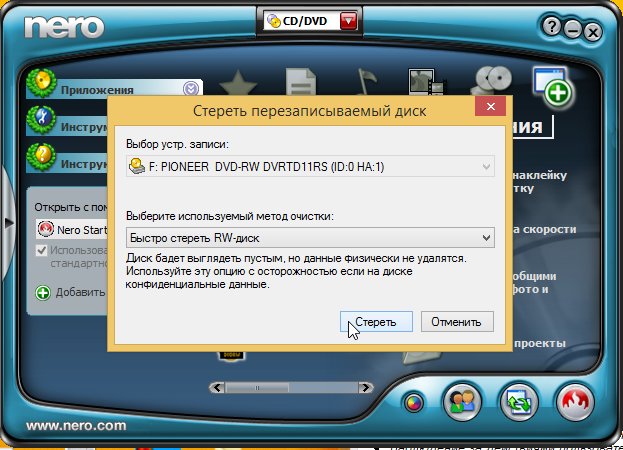 nero
CD/DVD
Приложения
Стереть перезаписываемый диск
Инструм
ния
Выбор устр. записи:
F: PIONEER DVD-RW DVRTD11RS (ID:0 HA:1)
Инструк
наклейку
тку
Открыть с пом
Nero Start
Выберите используемый метод очистки:
Быстро стереть RW-диск
а скорости
Использова
стандартно
Диск бадет выглядеть пустым, но данные физически не удалятся.
Используйте эту опцию с осторожностью если на диске
конфиденциальные данные.
общими
фото и
Добавить
Стереть
Отменить
проекты
www.nero.com